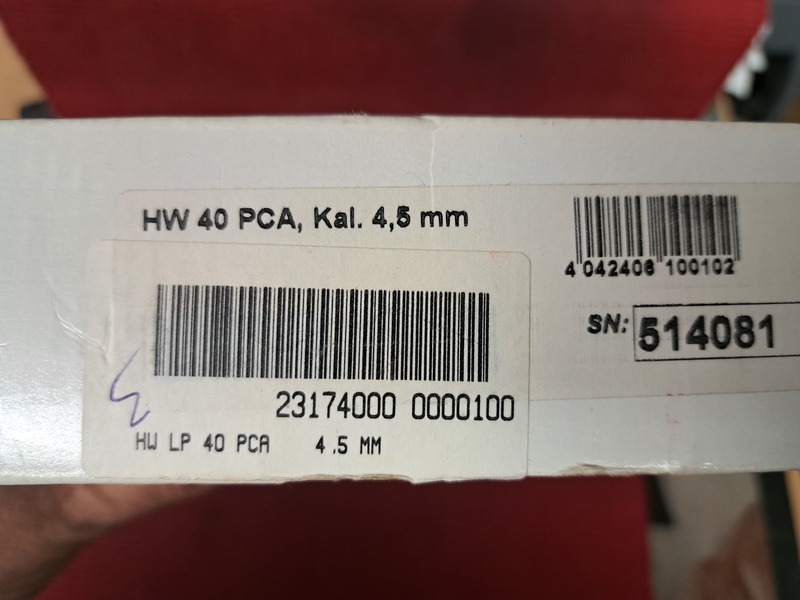 HW 40 PCA, Kal. 4,5 mm
4 042406 100102
SN: 514081
23174000 0000100
HW LP 40 PCA 4.5 MM